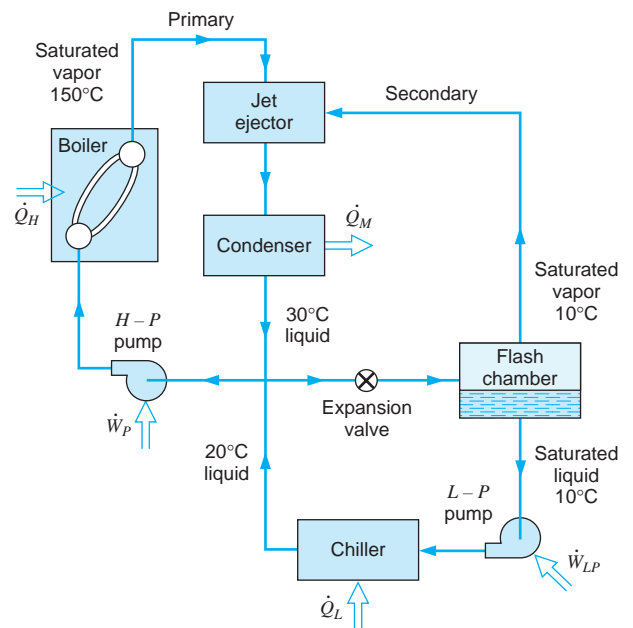 Primary
Saturated
vapor
150°C
Jet
ejector
Secondary
Boiler
Q̇H
Condenser
Q̇M
Saturated
vapor
10°C
30°C
liquid
H – P
pump
Flash
chamber
Expansion
valve
ẆP
20°C
liquid
Saturated
liquid
10°C
L – P
pump
Chiller
ẆLP
Q̇L